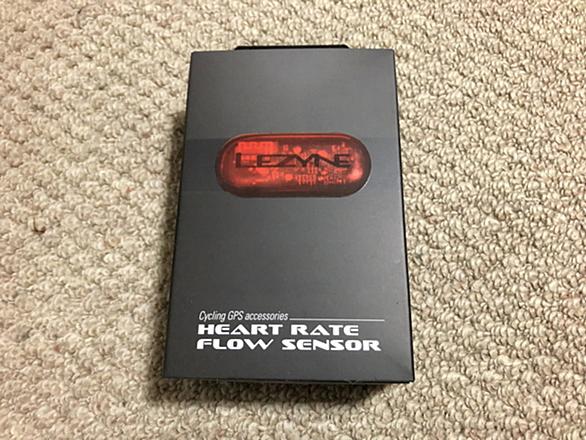 LEZYNE
Cycling GPS accessories
HEART RATE
FLOW SENSOR